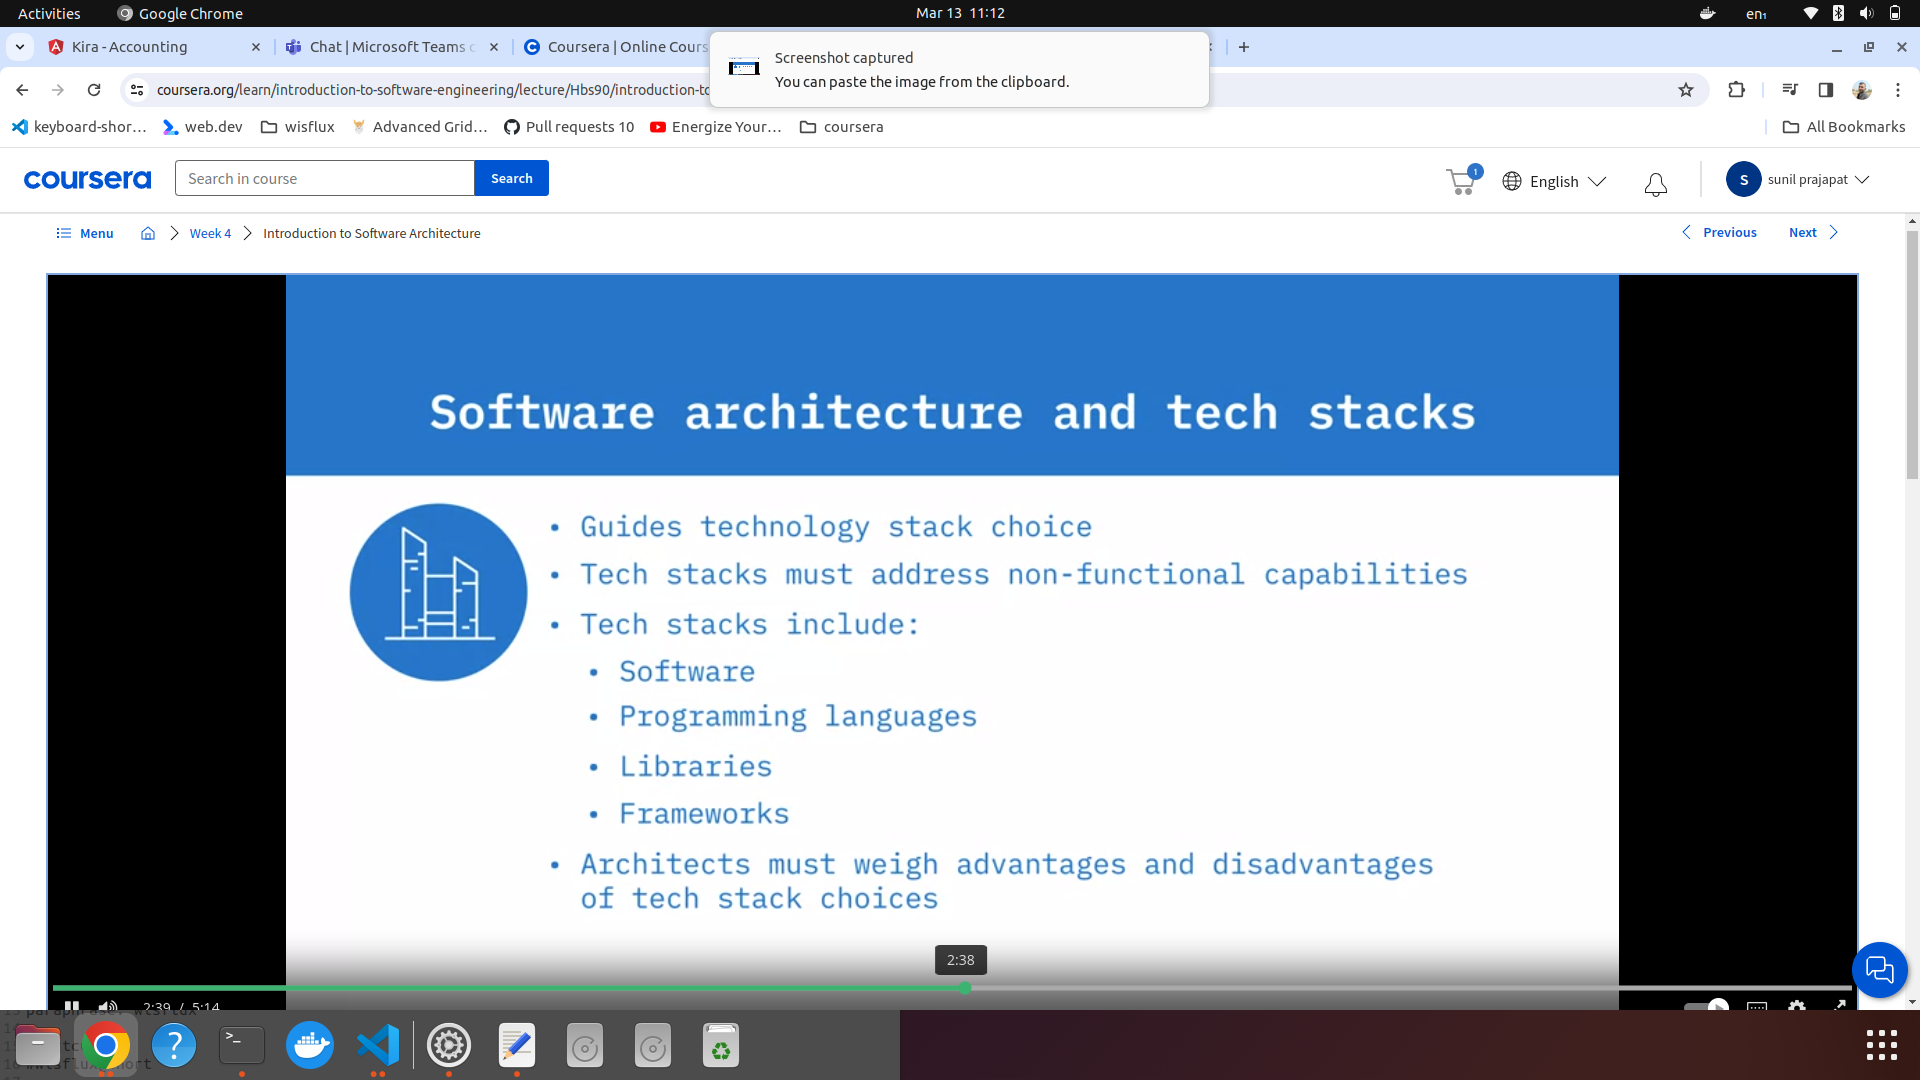 Activities
Google Chrome
Mar 13 11:12
en₁
Kira - Accounting
Chat | Microsoft Teams c
Coursera | Online Cours
Screenshot captured
You can paste the image from the clipboard.
coursera.org/learn/introduction-to-software-engineering/lecture/Hbs90/introduction-to
keyboard-shor…
web.dev
wisflux
Advanced Grid…
Pull requests 10
Energize Your…
coursera
All Bookmarks
coursera
Search in course
Search
1
English
S
sunil prajapat
Menu
Week 4
Introduction to Software Architecture
Previous
Next
Software architecture and tech stacks
• Guides technology stack choice
• Tech stacks must address non-functional capabilities
• Tech stacks include:
• Software
• Programming languages
• Libraries
• Frameworks
• Architects must weigh advantages and disadvantages
of tech stack choices
2:38
2:39 / 5:14